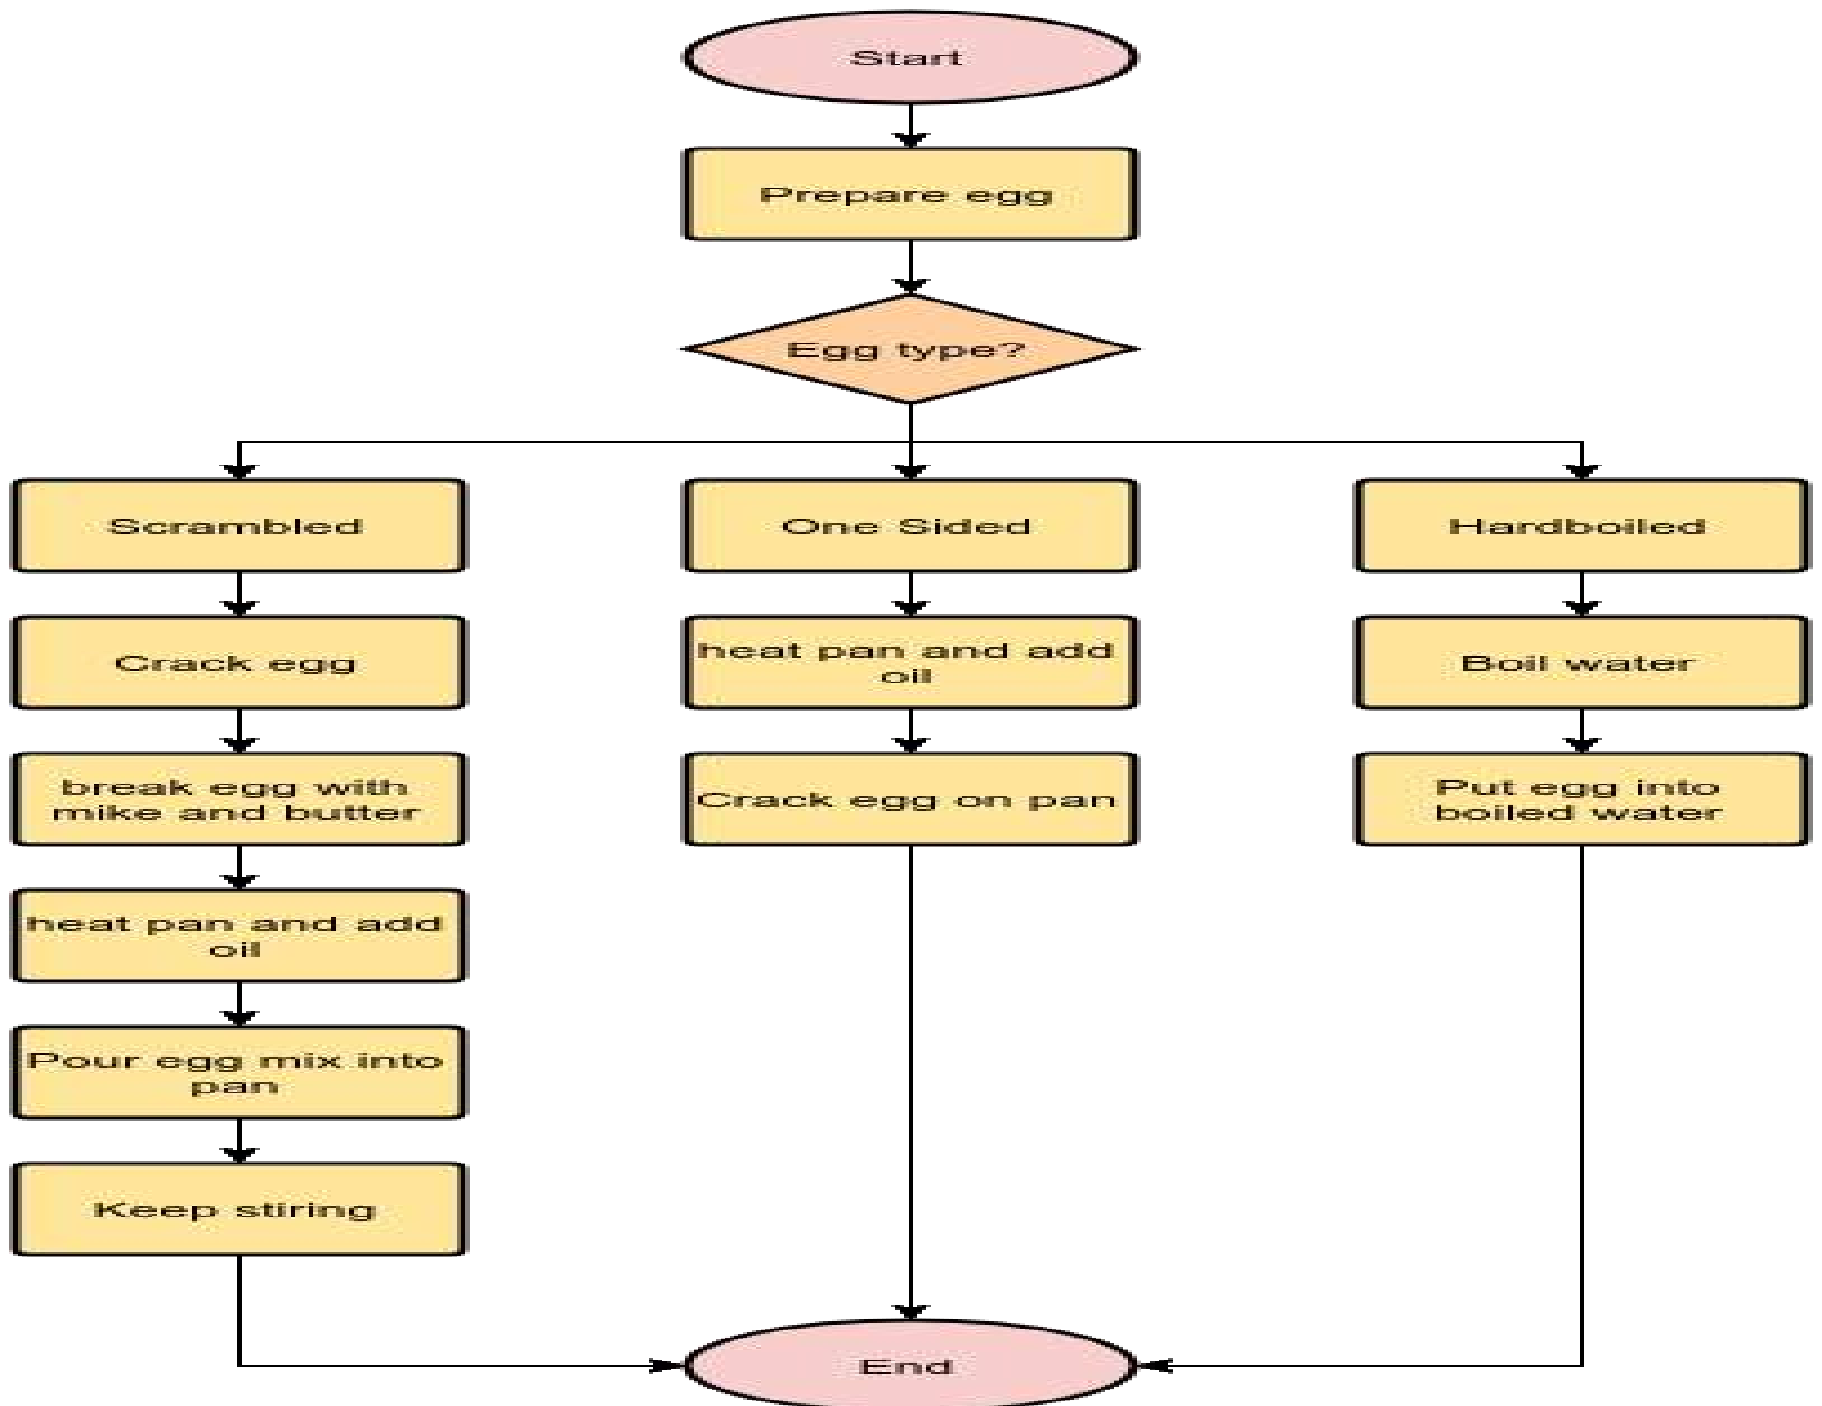 Start
Prepare egg
Egg type?
Scrambled
One Sided
Hardboiled
Crack egg
heat pan and add
oil
Boil water
break egg with
mike and butter
Crack egg on pan
Put egg into
boiled water
heat pan and add
oil
Pour egg mix into
pan
Keep stiring
End